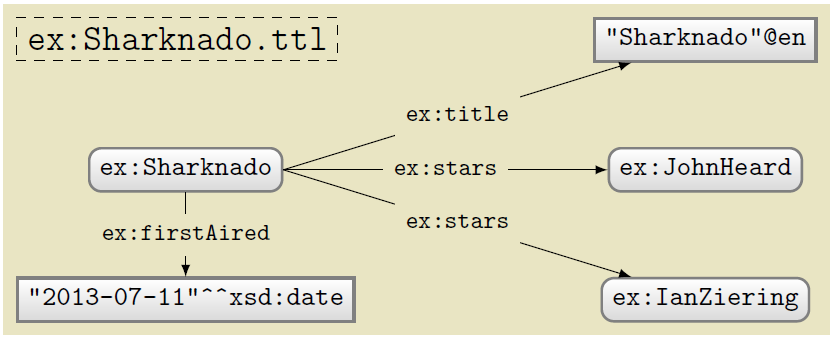 ex:Sharknado.ttl
"Sharknado"@en
ex:title
ex:Sharknado
ex:stars
ex:JohnHeard
ex:stars
ex:firstAired
"2013-07-11"^^xsd:date
ex:IanZiering